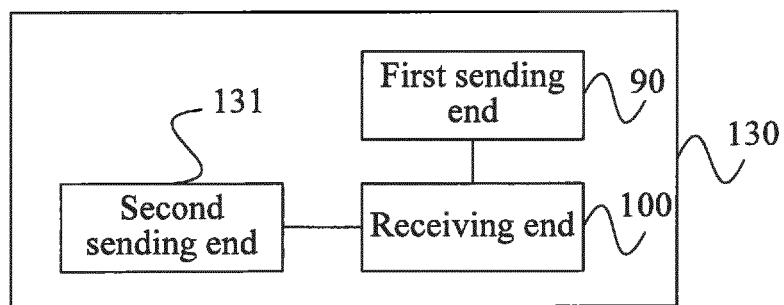 First sending
end
90
131
130
Second
sending end
Receiving end
100